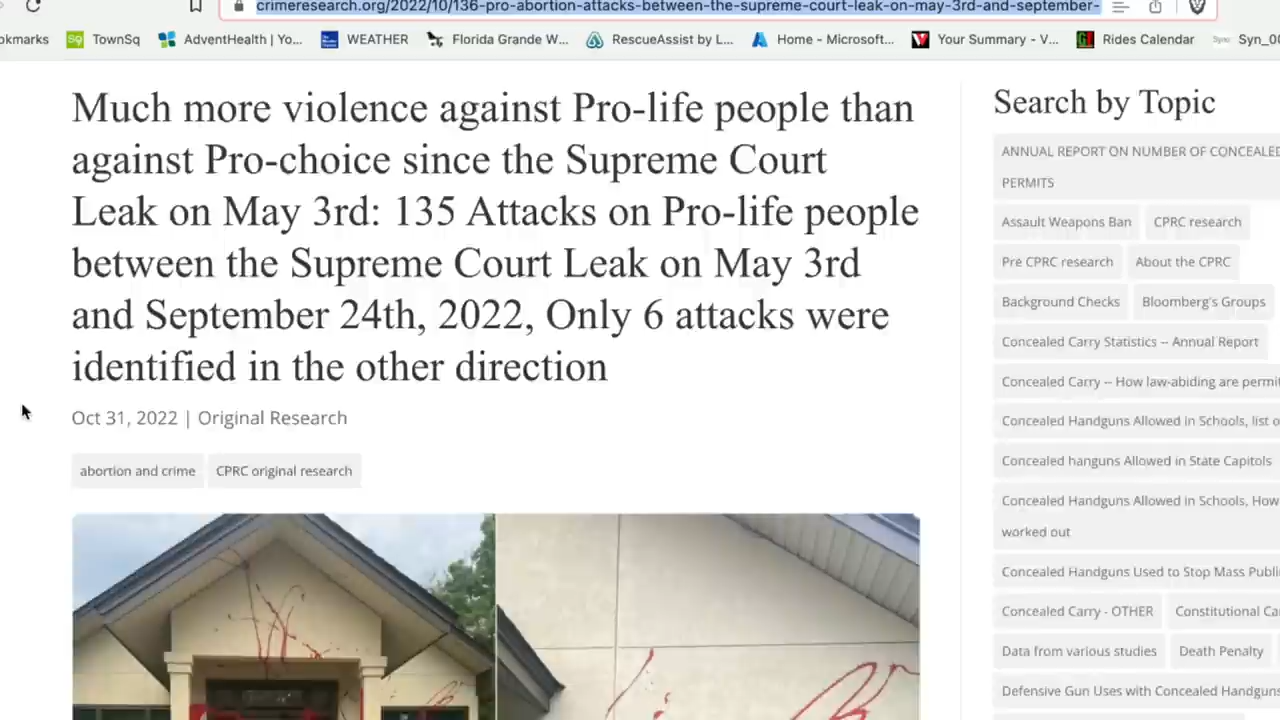 crimeresearch.org/2022/10/136-pro-abortion-attacks-between-the-supreme-court-leak-on-may-3rd-and-september-
okmarks TownSq AdventHealth | Yo... WEATHER Florida Grande W... RescueAssist by L... Home - Microsoft... Your Summary - V... Rides Calendar
Much more violence against Pro-life people than
against Pro-choice since the Supreme Court
Leak on May 3rd: 135 Attacks on Pro-life people
between the Supreme Court Leak on May 3rd
and September 24th, 2022, Only 6 attacks were
identified in the other direction
Oct 31, 2022 | Original Research
abortion and crime CPRC original research
Search by Topic
ANNUAL REPORT ON NUMBER OF CONCEALED
PERMITS
Assault Weapons Ban CPRC research
Pre CPRC research About the CPRC
Background Checks Bloomberg's Groups
Concealed Carry Statistics -- Annual Report
Concealed Carry -- How law-abiding are permi
Concealed Handguns Allowed in Schools, list o
Concealed hanguns Allowed in State Capitols
Concealed Handguns Allowed in Schools, How
worked out
Concealed Handguns Used to Stop Mass Publi
Concealed Carry - OTHER Constitutional Ca
Data from various studies Death Penalty
Defensive Gun Uses with Concealed Handguns